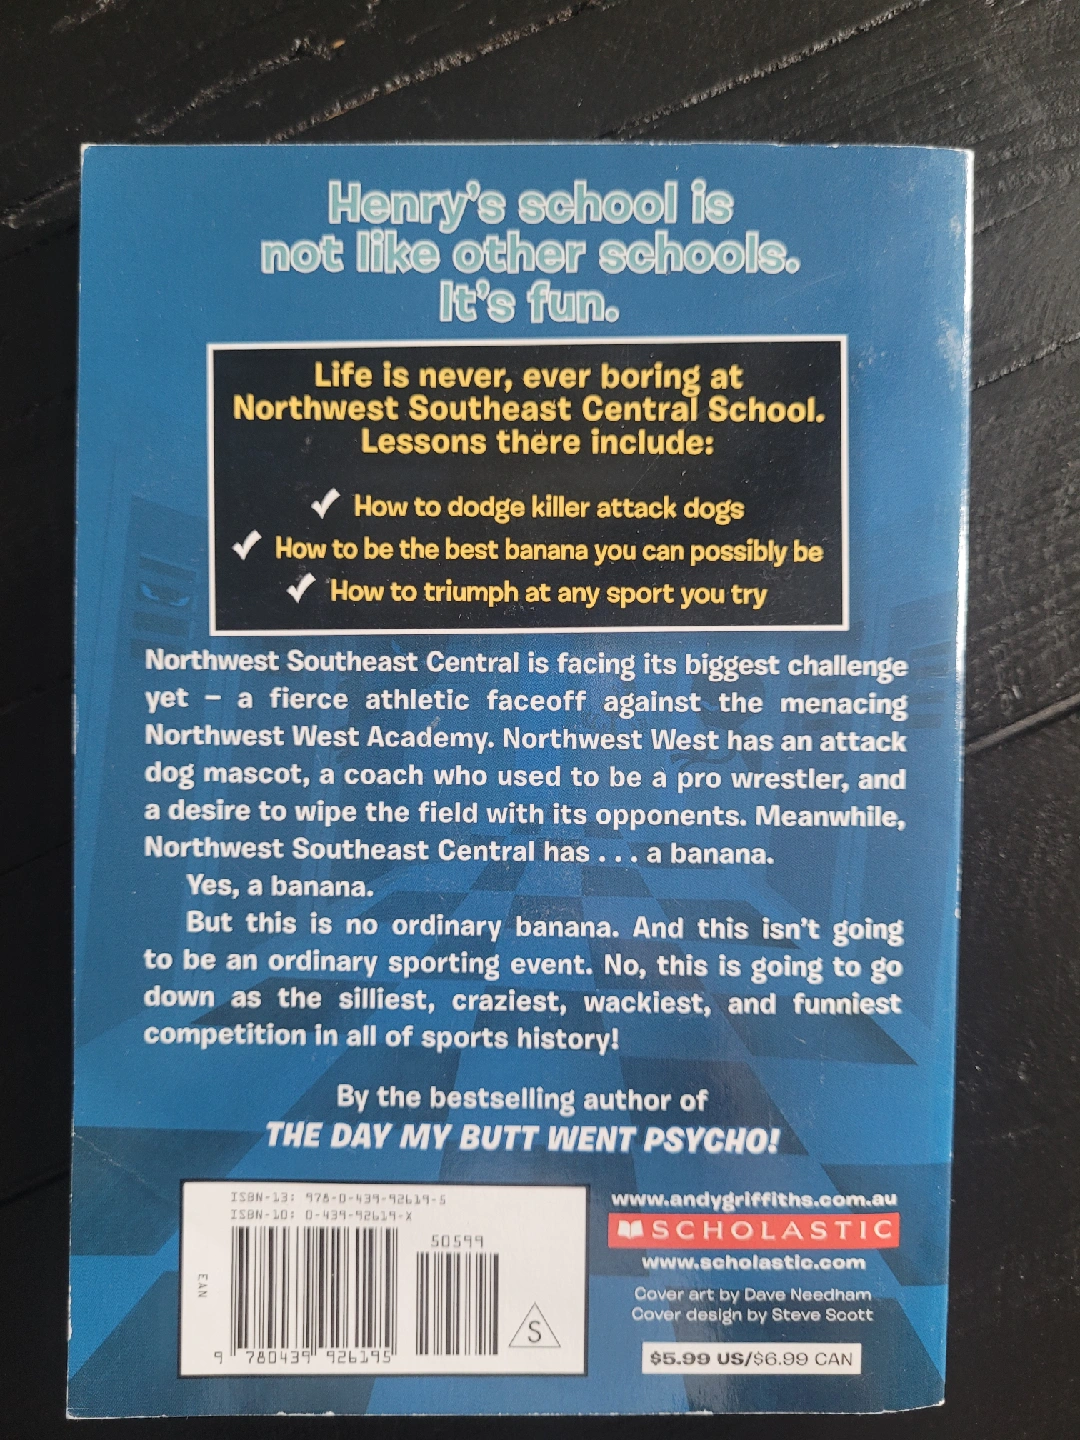 Henry's school is
not like other schools.
It's fun.
Life is never, ever boring at
Northwest Southeast Central School.
Lessons there include:
✓ How to dodge killer attack dogs
✓ How to be the best banana you can possibly be
✓ How to triumph at any sport you try
Northwest Southeast Central is facing its biggest challenge
yet – a fierce athletic faceoff against the menacing
Northwest West Academy. Northwest West has an attack
dog mascot, a coach who used to be a pro wrestler, and
a desire to wipe the field with its opponents. Meanwhile,
Northwest Southeast Central has . . . a banana.
Yes, a banana.
But this is no ordinary banana. And this isn't going
to be an ordinary sporting event. No, this is going to go
down as the silliest, craziest, wackiest, and funniest
competition in all of sports history!
By the bestselling author of
THE DAY MY BUTT WENT PSYCHO!
ISBN-13: 978-0-439-92619-5
ISBN-10: 0-439-92619-X
50599
EAN
S
9 780439 926195
www.andygriffiths.com.au
SCHOLASTIC
www.scholastic.com
Cover art by Dave Needham
Cover design by Steve Scott
$5.99 US/$6.99 CAN